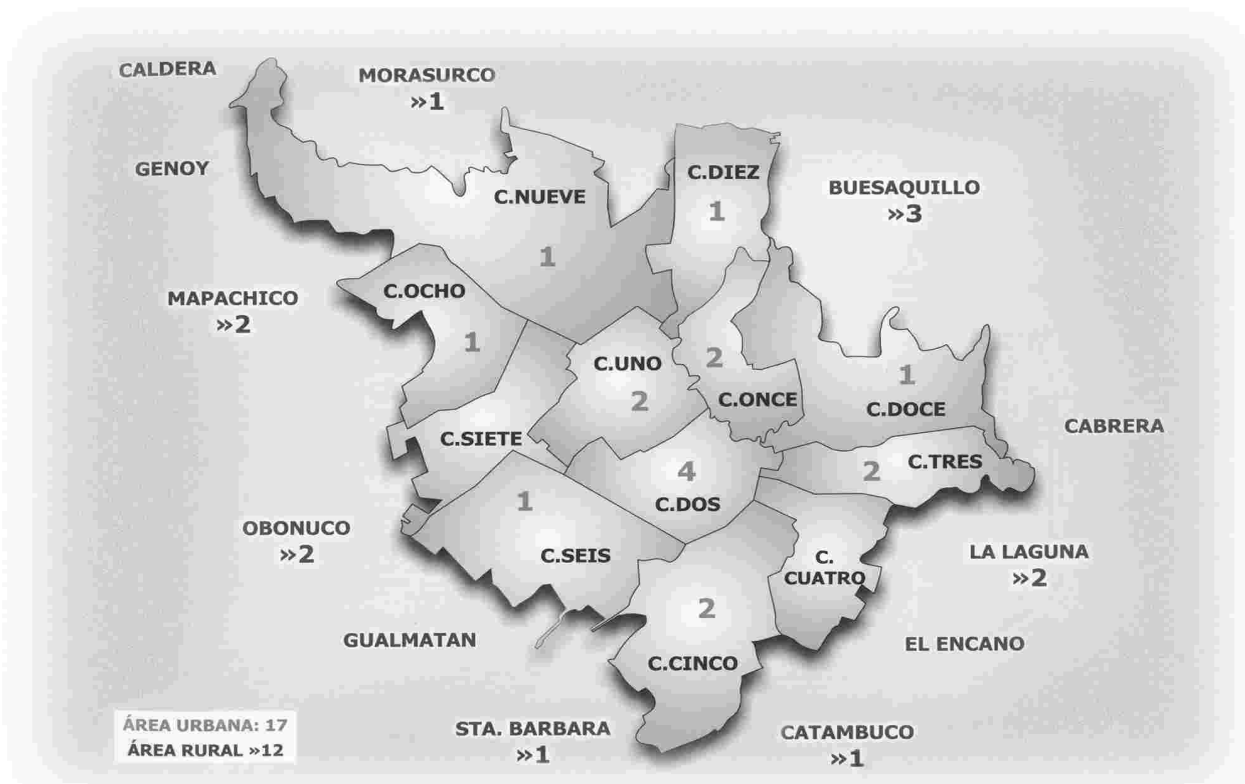 CALDERA
MORASURCO
»1
GENOY
C.NUEVE
1
C.DIEZ
1
BUESAQUILLO
»3
MAPACHICO
»2
C.OCHO
1
C.UNO
2
2
C.ONCE
1
C.DOCE
CABRERA
C.SIETE
4
C.DOS
2
C.TRES
OBONUCO
»2
1
C.SEIS
C.
CUATRO
LA LAGUNA
»2
2
C.CINCO
GUALMATAN
EL ENCANO
STA. BARBARA
»1
CATAMBUCO
»1
ÁREA URBANA: 17
ÁREA RURAL »12